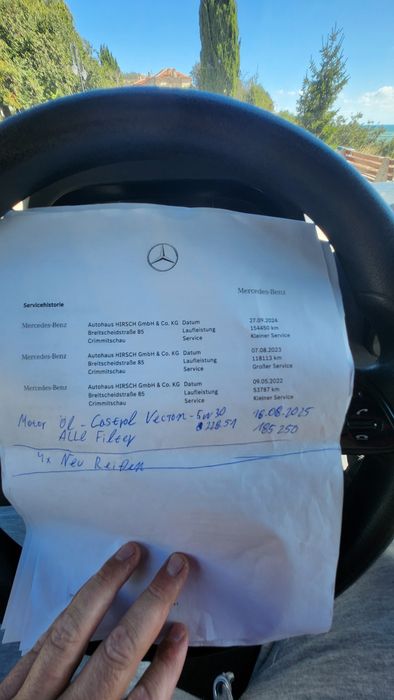 Mercedes-Benz
Servicehistorie
Mercedes-Benz Autohaus HIRSCH GmbH & Co. KG Datum 27.09.2024
Breitscheidstraße 85 Laufleistung 154450 km
Crimmitschau Service Kleiner Service
Mercedes-Benz Autohaus HIRSCH GmbH & Co. KG Datum 07.08.2023
Breitscheidstraße 85 Laufleistung 118113 km
Crimmitschau Service Großer Service
Mercedes-Benz Autohaus HIRSCH GmbH & Co. KG Datum 09.05.2022
Breitscheidstraße 85 Laufleistung 53787 km
Crimmitschau Service Kleiner Service
Motor öl - Castrol Vecton - 5w30 16.08.2025
Alle Filter 228.51 185250
4x Neu Reifen